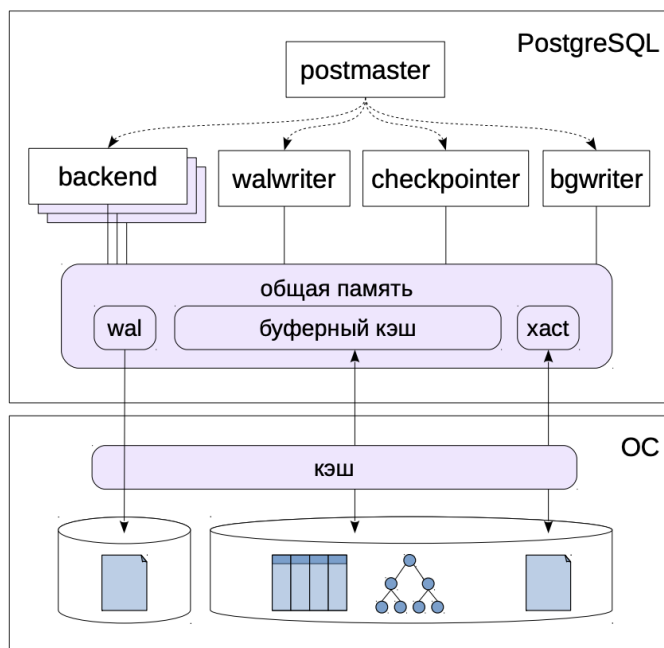 PostgreSQL
postmaster
backend
walwriter
checkpointer
bgwriter
общая память
wal
буферный кэш
xact
ОС
кэш